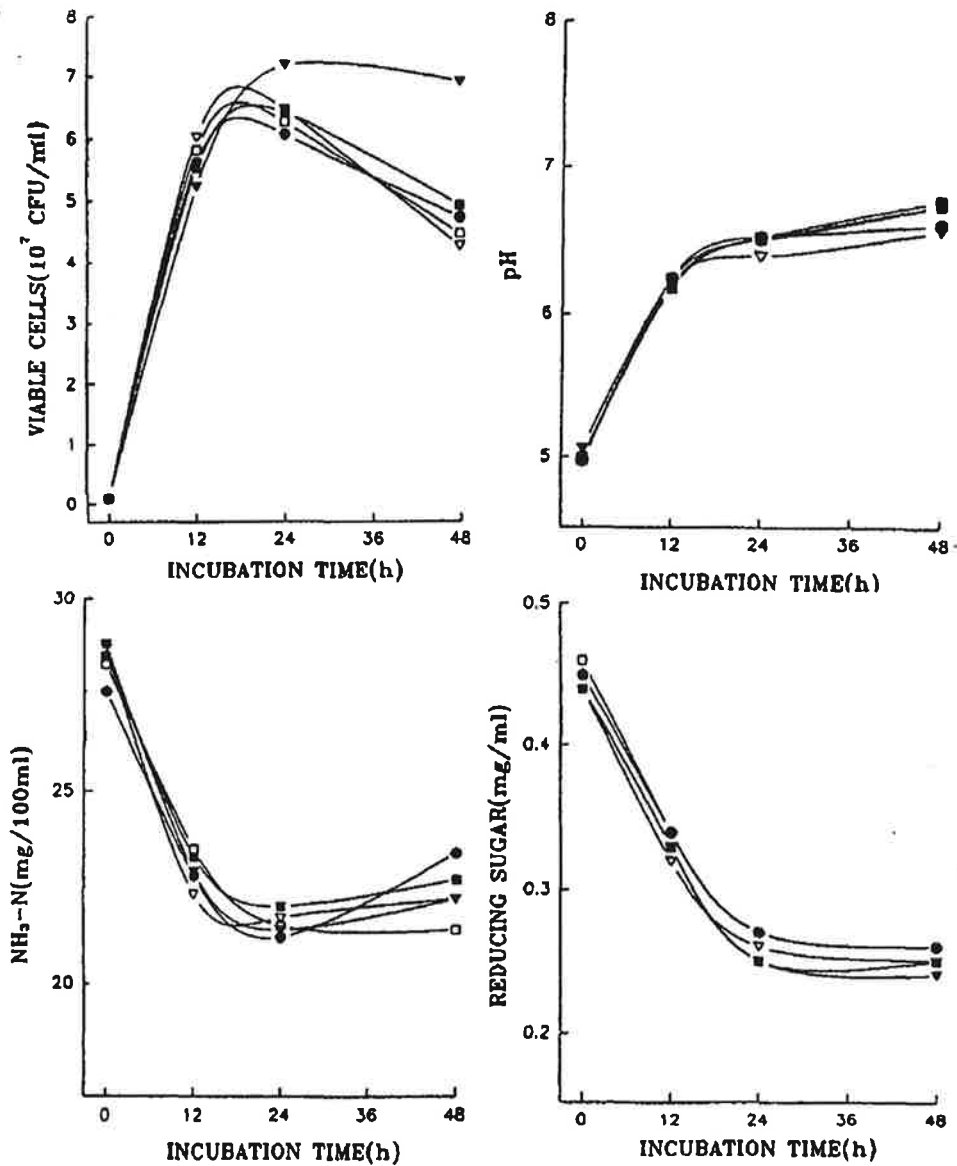 8
7
6
5
4
3
2
1
0
VIABLE CELLS(10⁷ CFU/ml)
0 12 24 36 48
INCUBATION TIME(h)
8
7
6
5
pH
0 12 24 36 48
INCUBATION TIME(h)
30
25
20
NH₃-N(mg/100ml)
0 12 24 36 48
INCUBATION TIME(h)
0.5
0.4
0.3
0.2
REDUCING SUGAR(mg/ml)
0 12 24 36 48
INCUBATION TIME(h)